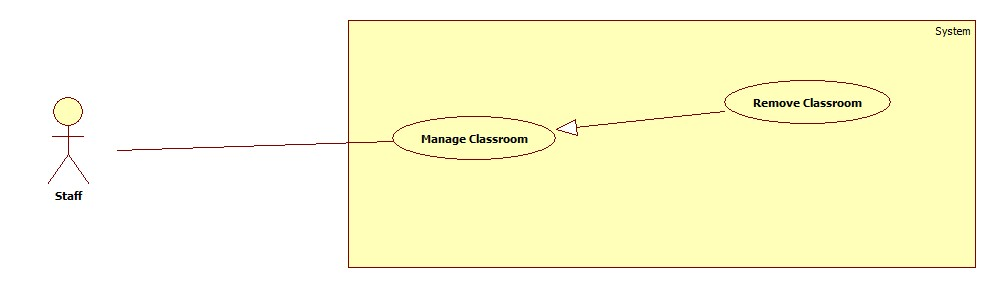 System
Remove Classroom
Manage Classroom
Staff